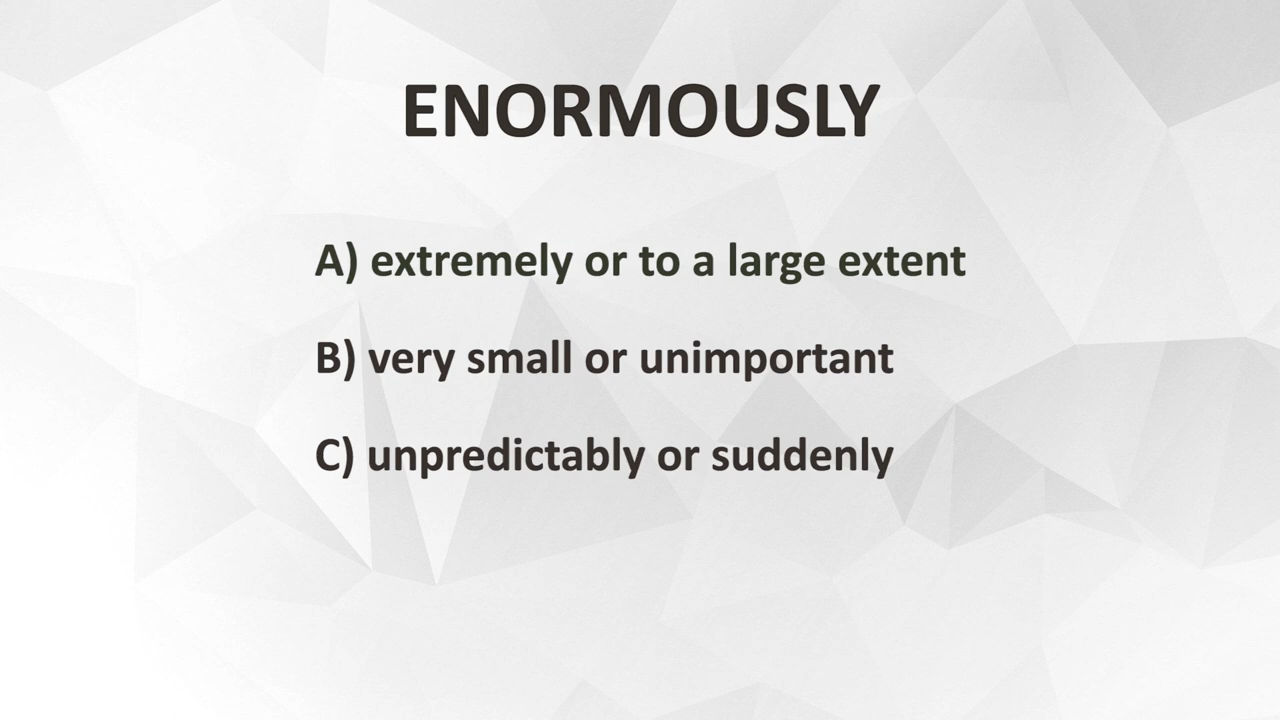 ENORMOUSLY
A) extremely or to a large extent
B) very small or unimportant
C) unpredictably or suddenly